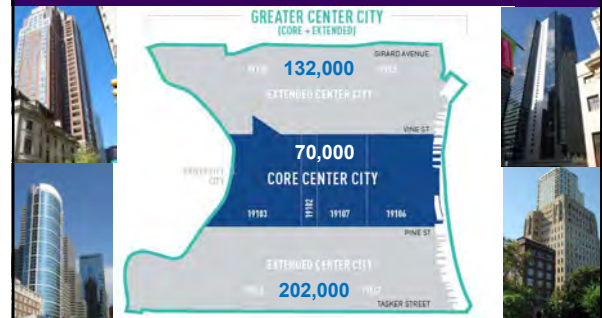 GREATER CENTER CITY
(CORE + EXTENDED)
GIRARD AVENUE
132,000
EXTENDED CENTER CITY
VINE ST
70,000
CORE CENTER CITY
CITY
19103
19102
19107
19106
PINE ST
EXTENDED CENTER CITY
202,000
TASKER STREET